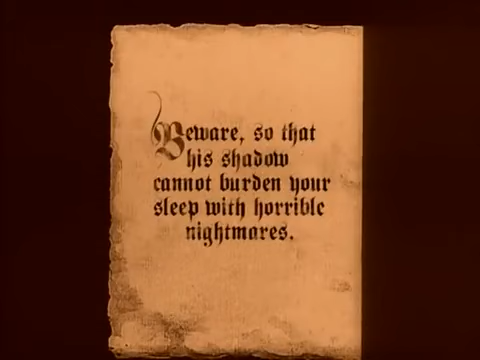 Beware, so that
his shadow
cannot burden your
sleep with horrible
nightmares.